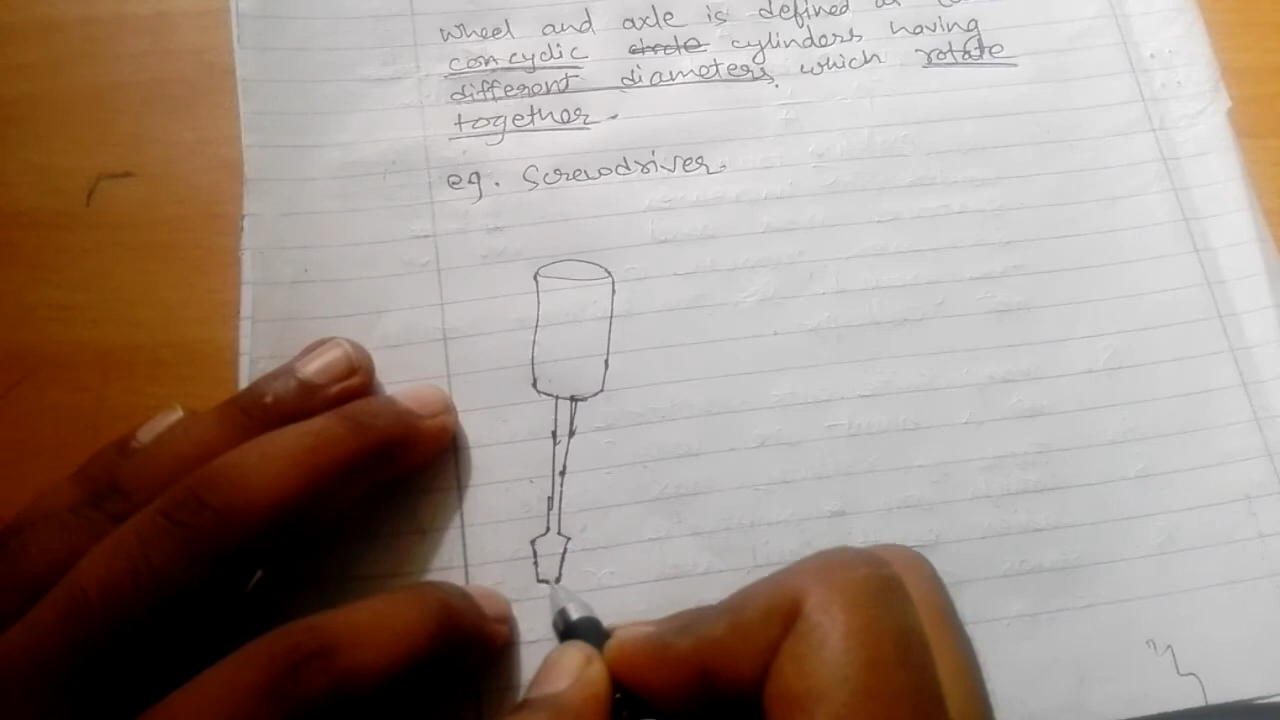 wheel and axle is defined as
concyclic circle cylinders having
different diameters, which rotate
together.
eg. Screwdriver.